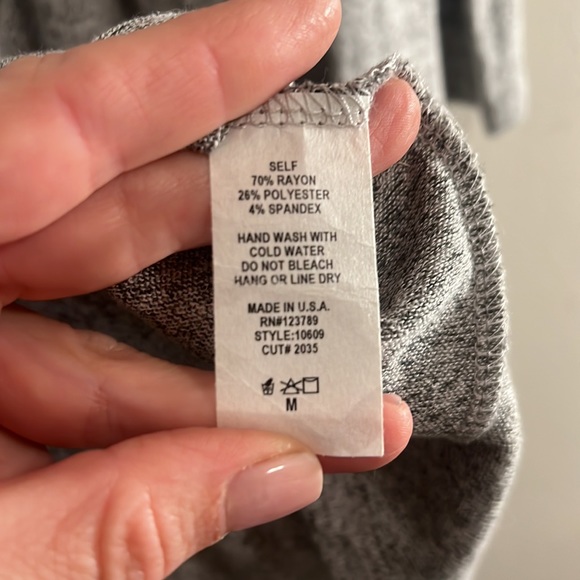 SELF
70% RAYON
26% POLYESTER
4% SPANDEX
HAND WASH WITH
COLD WATER
DO NOT BLEACH
HANG OR LINE DRY
MADE IN U.S.A.
RN#123789
STYLE:10609
CUT# 2035
M